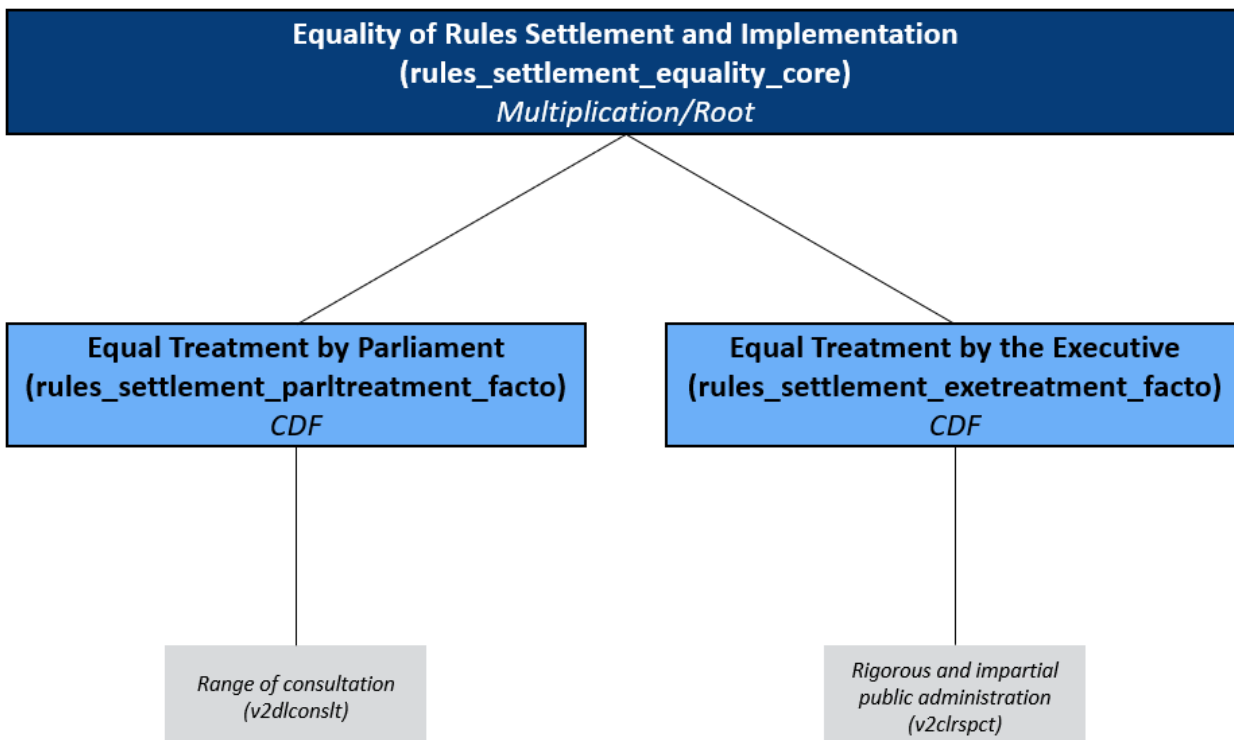 Equality of Rules Settlement and Implementation
(rules_settlement_equality_core)
Multiplication/Root
Equal Treatment by Parliament
(rules_settlement_parltreatment_facto)
CDF
Equal Treatment by the Executive
(rules_settlement_exetreatment_facto)
CDF
Range of consultation
(v2dlconslt)
Rigorous and impartial
public administration
(v2clrspct)